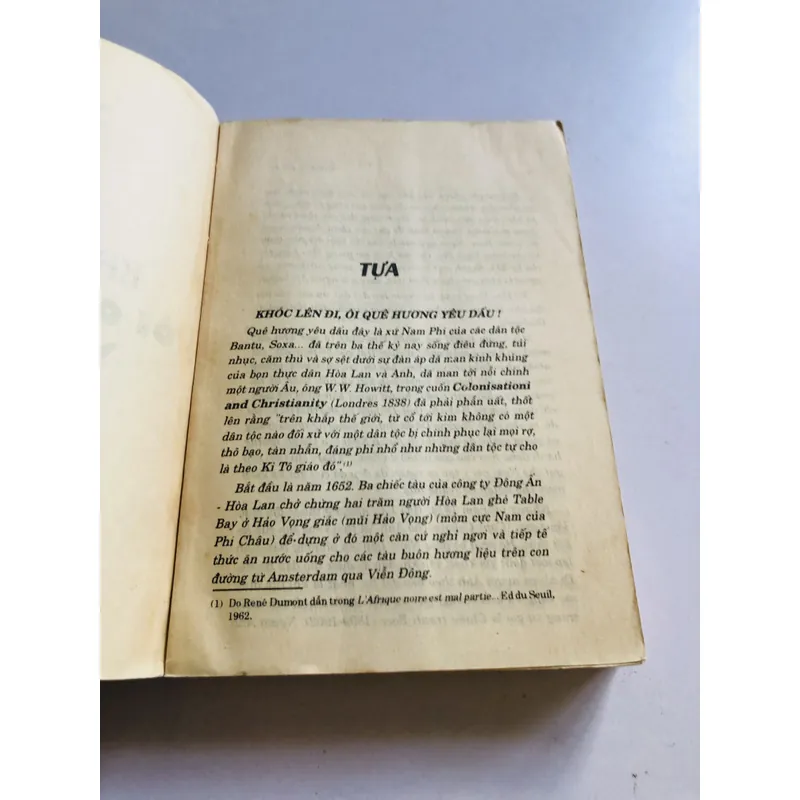 TỰA
KHÓC LÊN ĐI, ÔI QUÊ HƯƠNG YÊU DẤU !
Quê hương yêu dấu đây là xứ Nam Phi của các dân tộc
Bantu, Soxa... đã trên ba thế kỷ nay sống điêu đứng, tủi
nhục, căm thù và sợ sệt dưới sự đàn áp dã man kinh khủng
của bọn thực dân Hòa Lan và Anh, dã man tới nỗi chính
một người Âu, ông W.W. Howitt, trong cuốn Colonisationi
and Christianity (Londres 1838) đã phải phẫn uất, thốt
lên rằng "trên khắp thế giới, từ cổ tới kim không có một
dân tộc nào đối xử với một dân tộc bị chinh phục lại mọi rợ,
thô bạo, tàn nhẫn, đáng phỉ nhổ như những dân tộc tự cho
là theo Ki Tô giáo đó".(1)
Bắt đầu là năm 1652. Ba chiếc tàu của công ty Đông Ấn
- Hòa Lan chở chừng hai trăm người Hòa Lan ghé Table
Bay ở Hảo Vọng giác (mũi Hảo Vọng) (mỏm cực Nam của
Phi Châu) để dựng ở đó một căn cứ nghỉ ngơi và tiếp tế
thức ăn nước uống cho các tàu buôn hương liệu trên con
đường từ Amsterdam qua Viễn Đông.
(1) Do René Dumont dẫn trong L'Afrique noire est mal partie... Ed du Seuil,
1962.